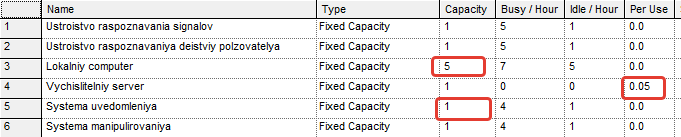 Name Type Capacity Busy / Hour Idle / Hour Per Use
1 Ustroistvo raspoznavania signalov Fixed Capacity 1 5 1 0.0
2 Ustroistvo raspoznavaniya deistviy polzovatelya Fixed Capacity 1 5 1 0.0
3 Lokalniy computer Fixed Capacity 5 7 5 0.0
4 Vychislitelniy server Fixed Capacity 1 0 0 0.05
5 Systema uvedomleniya Fixed Capacity 1 4 1 0.0
6 Systema manipulirovaniya Fixed Capacity 1 4 1 0.0